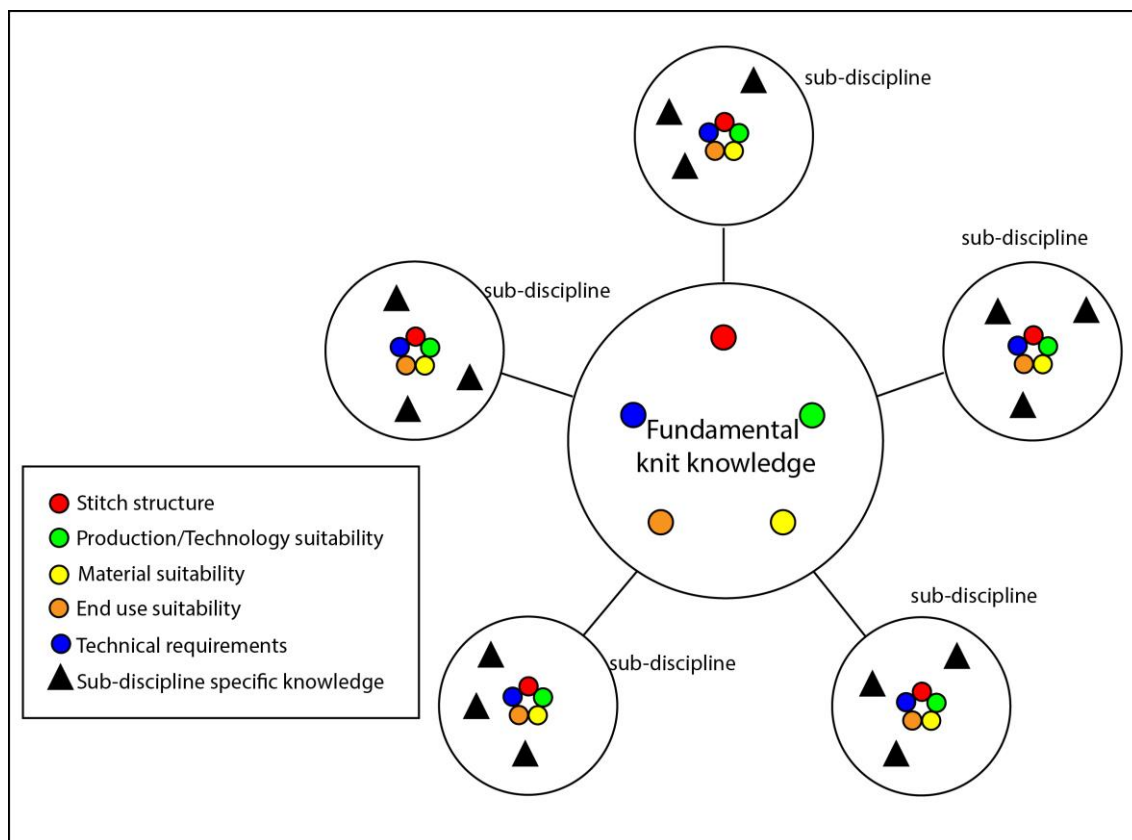 sub-discipline
sub-discipline
sub-discipline
Fundamental
knit knowledge
Stitch structure
Production/Technology suitability
Material suitability
End use suitability
Technical requirements
Sub-discipline specific knowledge
sub-discipline
sub-discipline